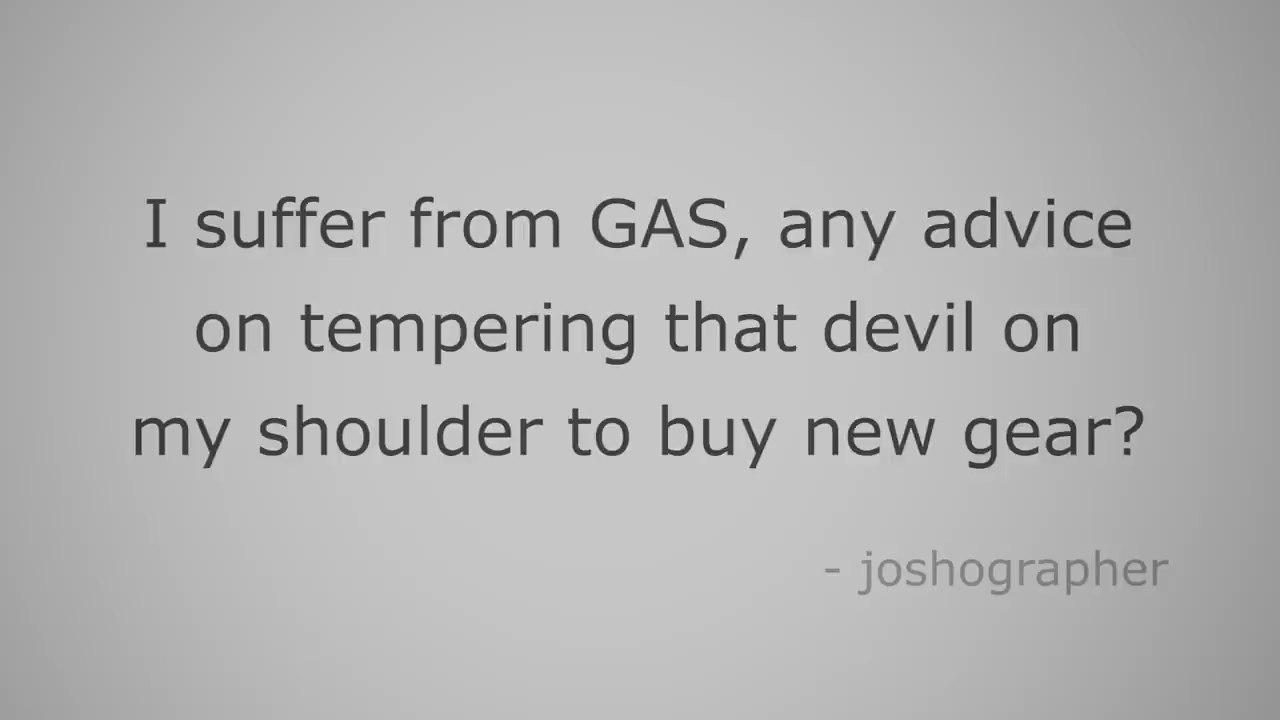 I suffer from GAS, any advice
on tempering that devil on
my shoulder to buy new gear?
- joshographer